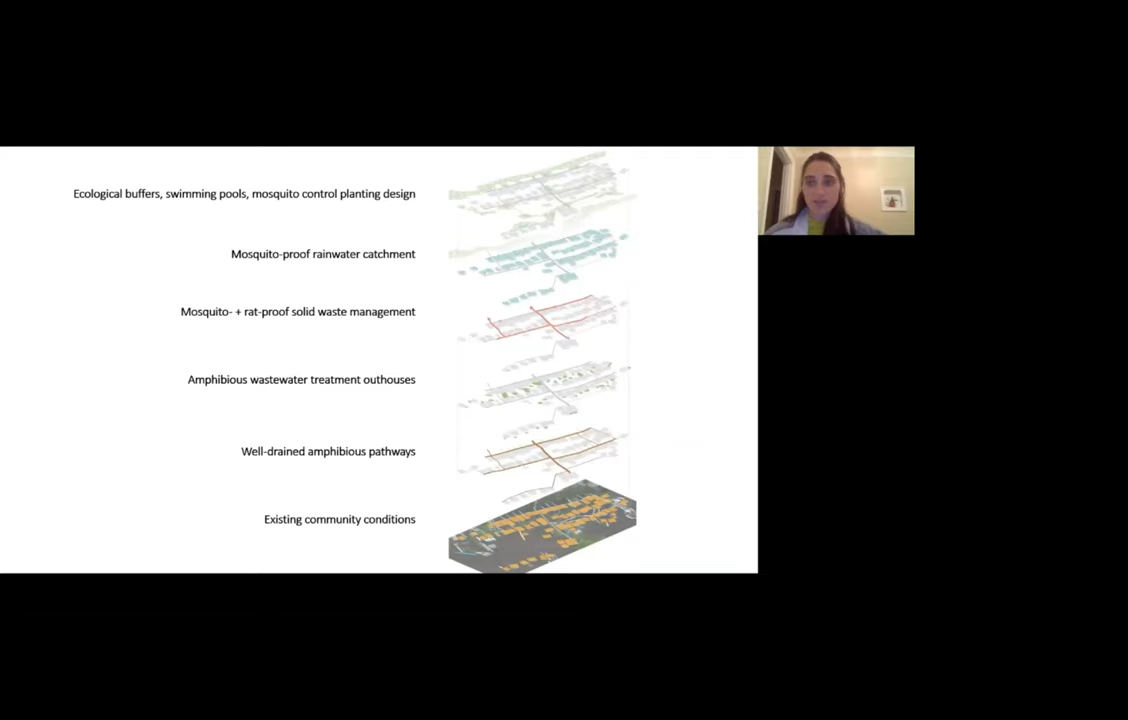 Ecological buffers, swimming pools, mosquito control planting design
Mosquito-proof rainwater catchment
Mosquito- + rat-proof solid waste management
Amphibious wastewater treatment outhouses
Well-drained amphibious pathways
Existing community conditions